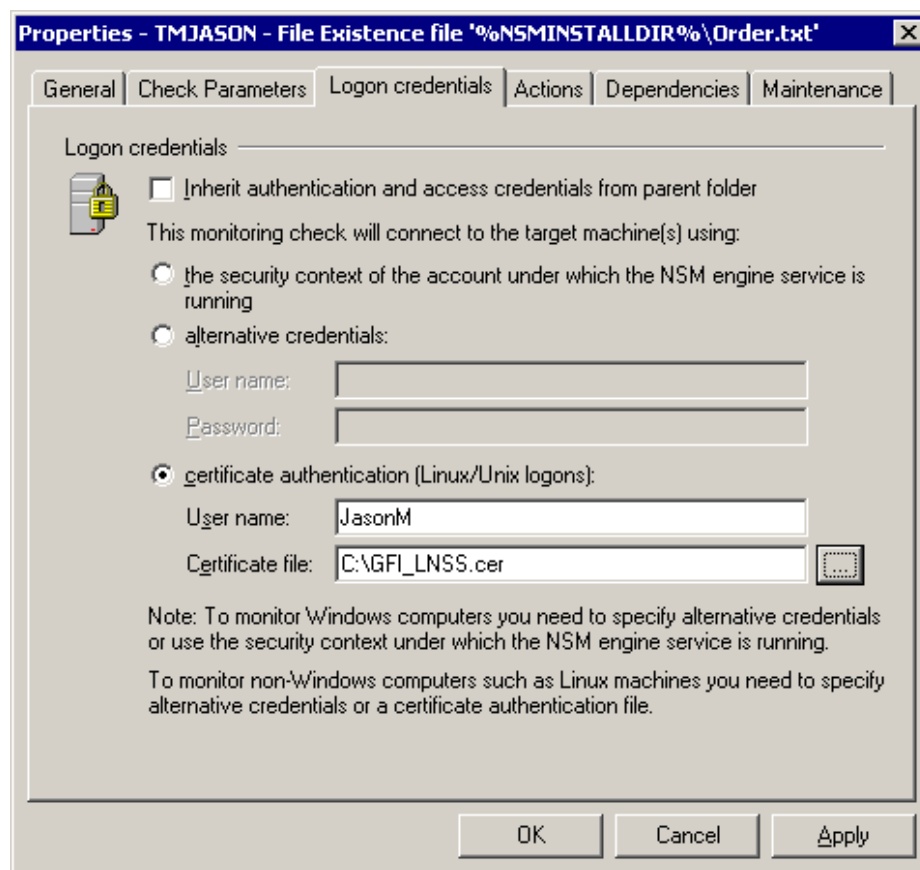 Properties - TMJASON - File Existence file '%NSMINSTALLDIR%\Order.txt'
General Check Parameters Logon credentials Actions Dependencies Maintenance
Logon credentials
Inherit authentication and access credentials from parent folder
This monitoring check will connect to the target machine(s) using:
the security context of the account under which the NSM engine service is
running
alternative credentials:
User name:
Password:
certificate authentication (Linux/Unix logons):
User name: JasonM
Certificate file: C:\GFI_LNSS.cer ...
Note: To monitor Windows computers you need to specify alternative credentials
or use the security context under which the NSM engine service is running.
To monitor non-Windows computers such as Linux machines you need to specify
alternative credentials or a certificate authentication file.
OK Cancel Apply